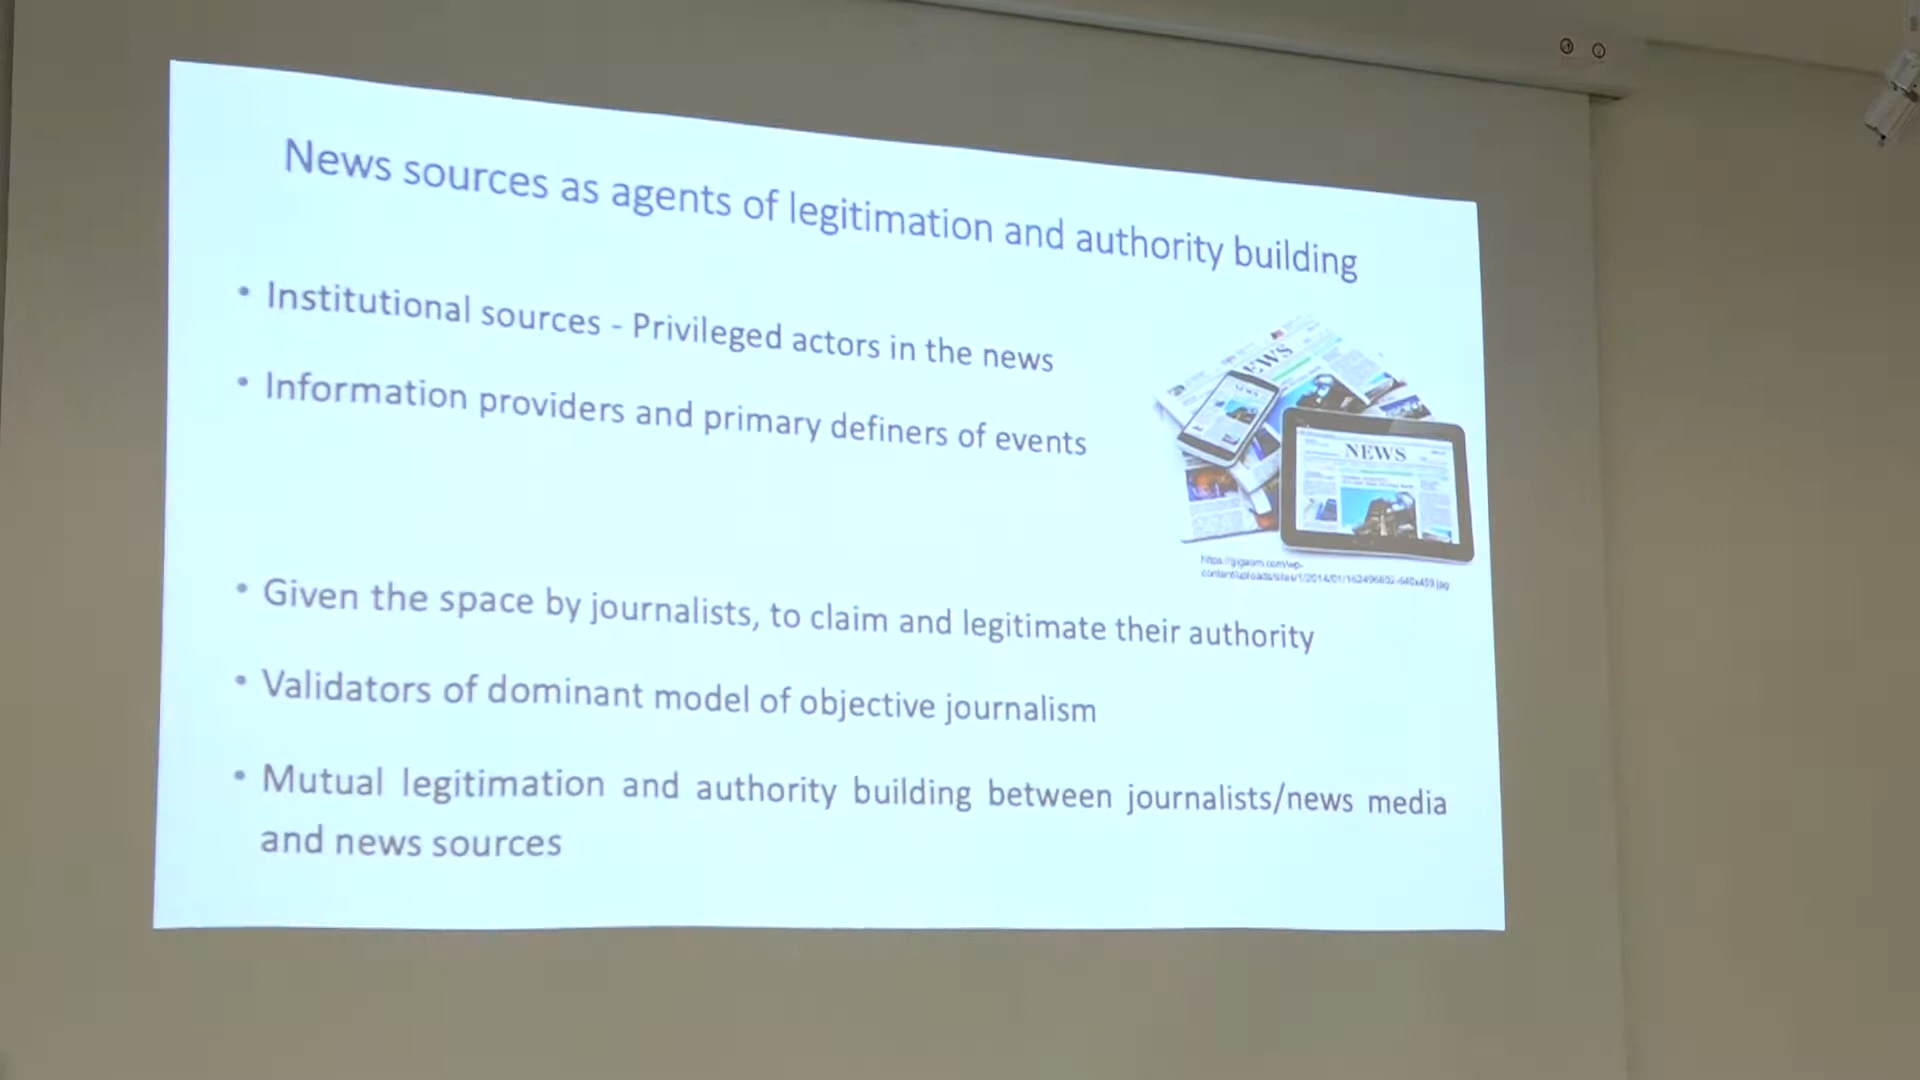 News sources as agents of legitimation and authority building
• Institutional sources - Privileged actors in the news
• Information providers and primary definers of events
EWS
NEWS
• Given the space by journalists, to claim and legitimate their authority
• Validators of dominant model of objective journalism
• Mutual legitimation and authority building between journalists/news media
and news sources